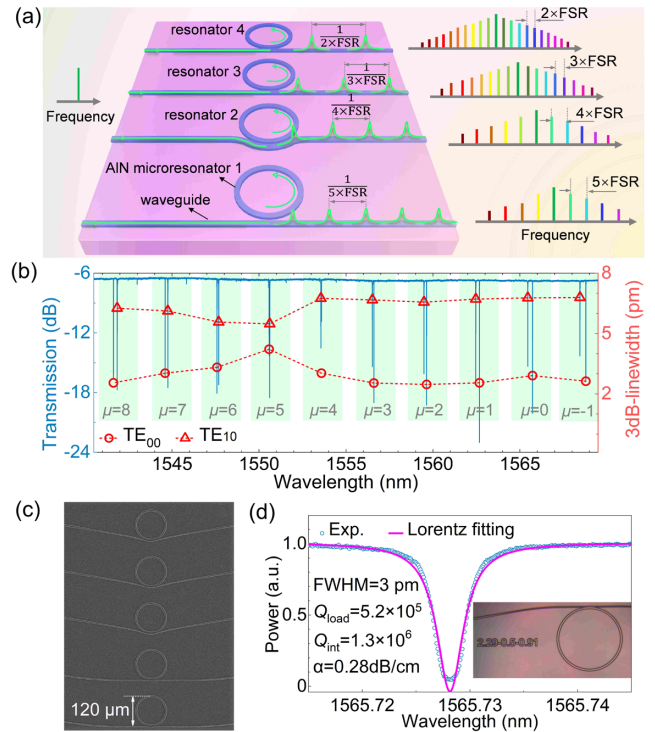 (a)
resonator 4
1
2×FSR
2×FSR
resonator 3
1
3×FSR
3×FSR
Frequency
resonator 2
1
4×FSR
4×FSR
AlN microresonator 1
waveguide
1
5×FSR
5×FSR
Frequency
(b)
Transmission (dB)
-6
-12
-18
-24
8
6
5
3
2
0
3dB-linewidth (pm)
μ=8
μ=7
μ=6
μ=5
μ=4
μ=3
μ=2
μ=1
μ=0
μ=-1
TE00
TE10
1545
1550
1555
1560
1565
Wavelength (nm)
(c)
120 μm
(d)
Exp.
Lorentz fitting
Power (a.u.)
1.0
0.5
0
FWHM=3 pm
Qload=5.2×10⁵
Qint=1.3×10⁶
α=0.28dB/cm
2.29-0.5-0.91
1565.72
1565.73
1565.74
Wavelength (nm)